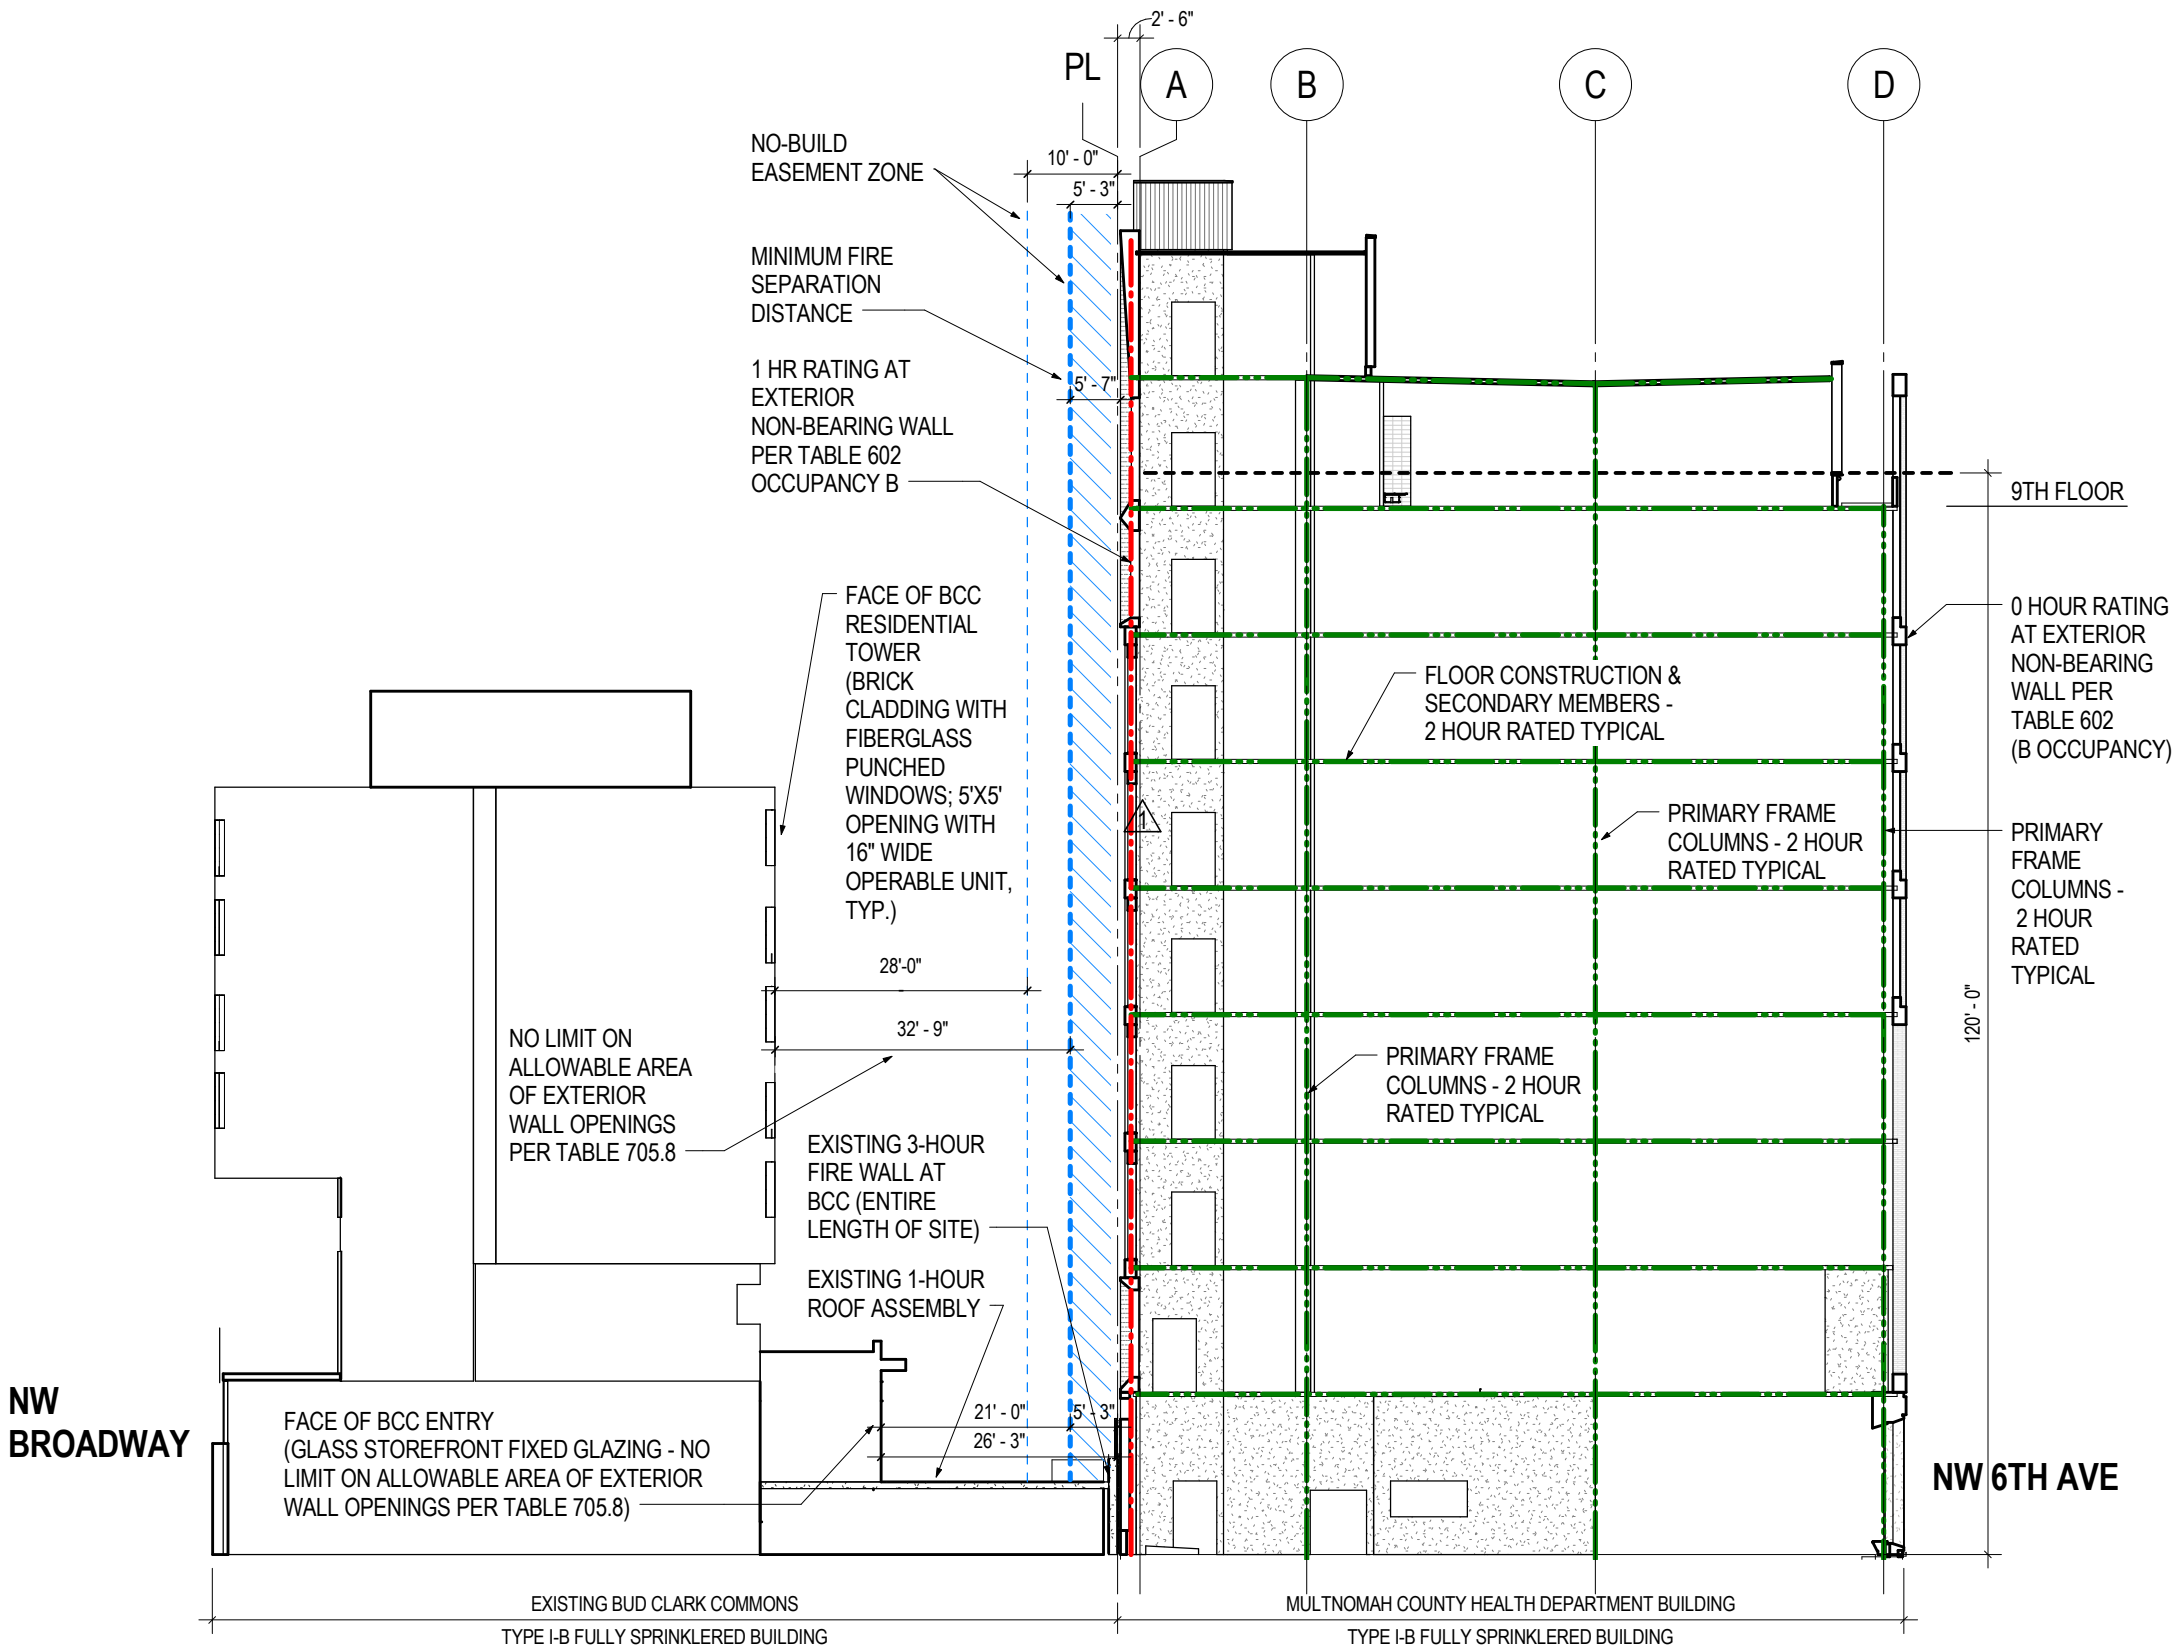 2' - 6"
PL
A
B
C
D
NO-BUILD
EASEMENT ZONE
10' - 0"
5' - 3"
MINIMUM FIRE
SEPARATION
DISTANCE
5' - 7"
1 HR RATING AT
EXTERIOR
NON-BEARING WALL
PER TABLE 602
OCCUPANCY B
9TH FLOOR
FACE OF BCC
RESIDENTIAL
TOWER
(BRICK
CLADDING WITH
FIBERGLASS
PUNCHED
WINDOWS; 5'X5'
OPENING WITH
16" WIDE
OPERABLE UNIT,
TYP.)
0 HOUR RATING
AT EXTERIOR
NON-BEARING
WALL PER
TABLE 602
(B OCCUPANCY)
FLOOR CONSTRUCTION &
SECONDARY MEMBERS -
2 HOUR RATED TYPICAL
1
PRIMARY FRAME
COLUMNS - 2 HOUR
RATED TYPICAL
PRIMARY
FRAME
COLUMNS -
2 HOUR
RATED
TYPICAL
28'-0"
32' - 9"
120' - 0"
NO LIMIT ON
ALLOWABLE AREA
OF EXTERIOR
WALL OPENINGS
PER TABLE 705.8
PRIMARY FRAME
COLUMNS - 2 HOUR
RATED TYPICAL
EXISTING 3-HOUR
FIRE WALL AT
BCC (ENTIRE
LENGTH OF SITE)
EXISTING 1-HOUR
ROOF ASSEMBLY
NW
BROADWAY
FACE OF BCC ENTRY
(GLASS STOREFRONT FIXED GLAZING - NO
LIMIT ON ALLOWABLE AREA OF EXTERIOR
WALL OPENINGS PER TABLE 705.8)
21' - 0"
5' - 3"
26' - 3"
NW 6TH AVE
EXISTING BUD CLARK COMMONS
TYPE I-B FULLY SPRINKLERED BUILDING
MULTNOMAH COUNTY HEALTH DEPARTMENT BUILDING
TYPE I-B FULLY SPRINKLERED BUILDING